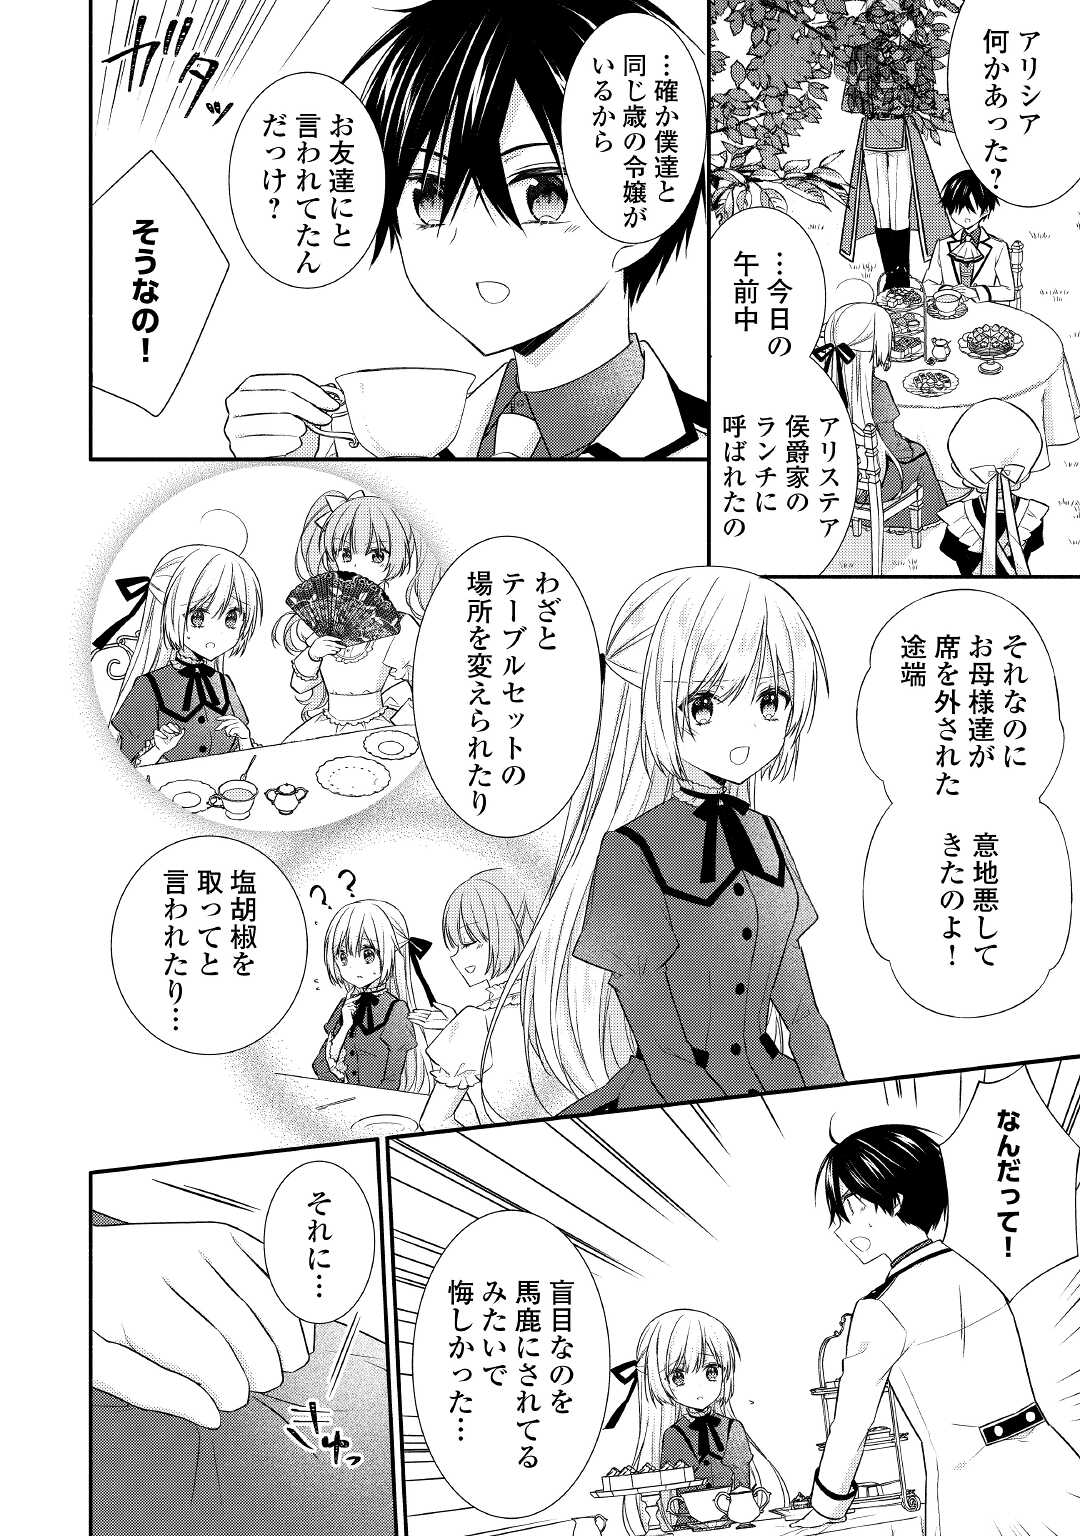 アリシア
何かあった？
…今日の
午前中
アリステア
侯爵家の
ランチに
呼ばれたの
…確か僕達と
同じ歳の令嬢が
いるから
お友達にと
言われてたん
だっけ？
ガタッ
そうなの！
それなのに
お母様達が
席を外された
途端
意地悪して
きたのよ！
わざと
テーブルセットの
場所を変えられたり
塩胡椒を
取ってと
言われたり…
？？
なんだって！
盲目なのを
馬鹿にされてる
みたいで
悔しかった…
それに…
きゅっ